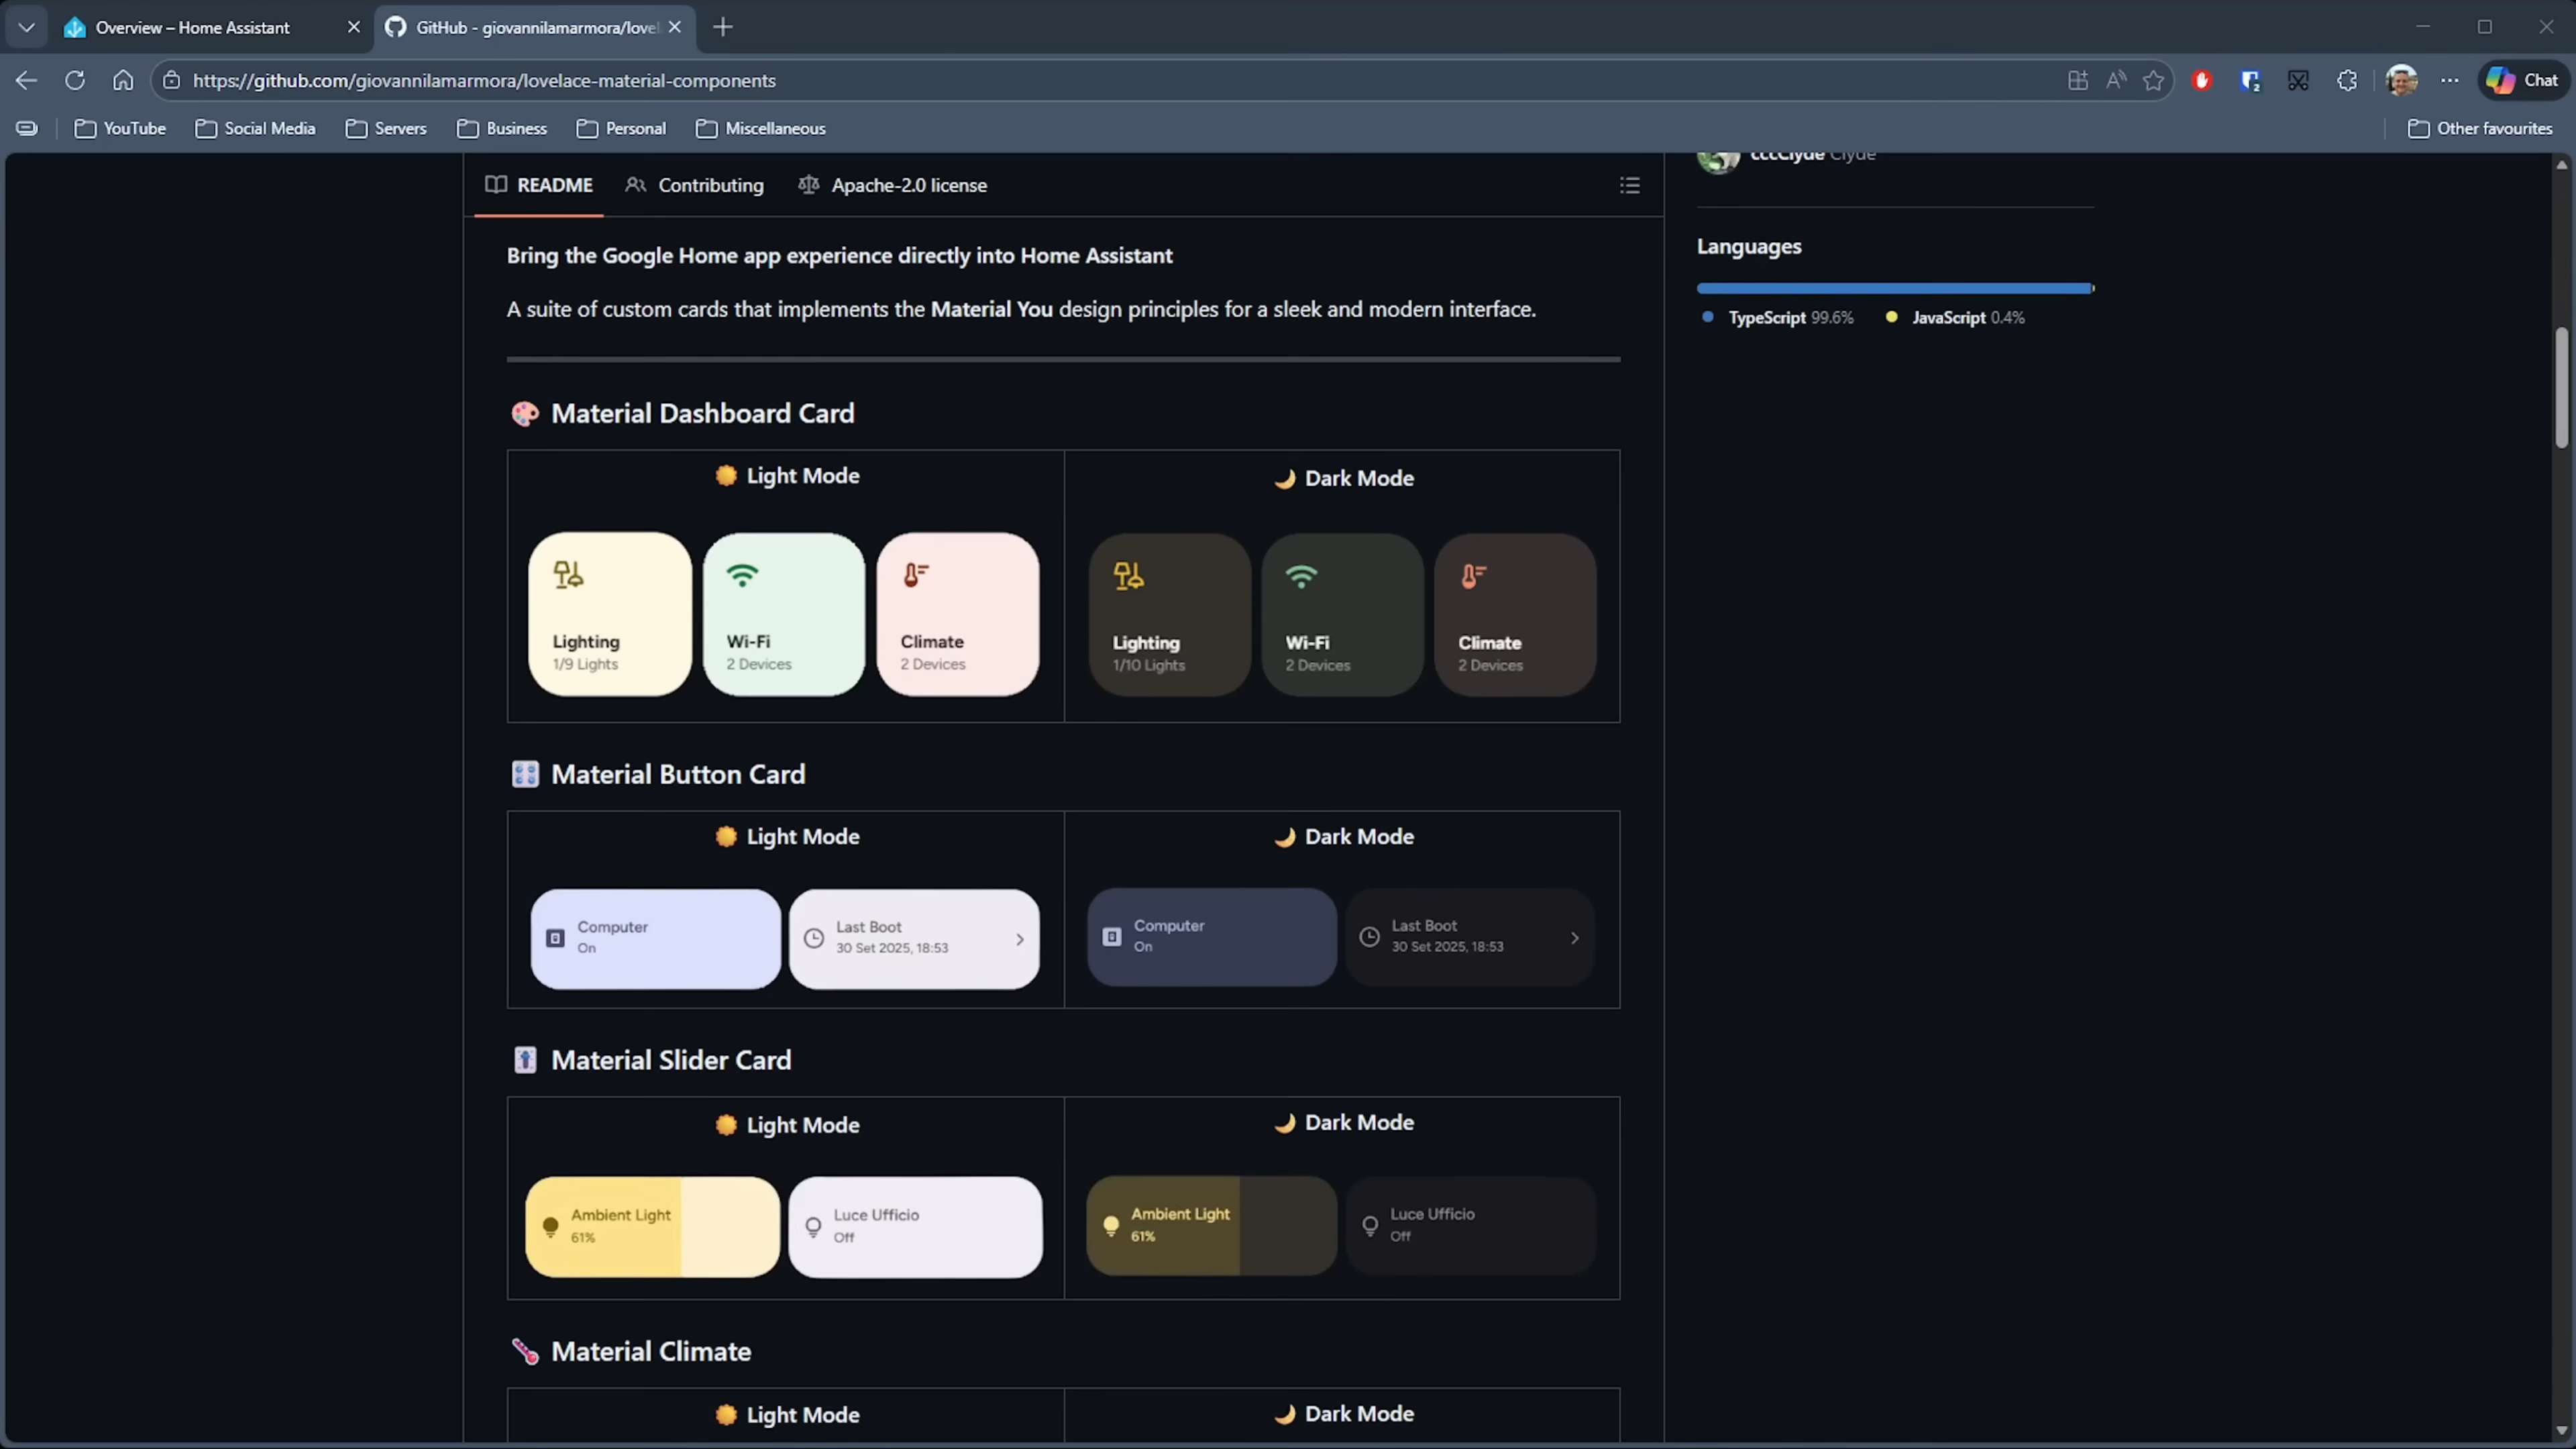 Overview – Home Assistant
GitHub - giovannilamarmora/lovel
https://github.com/giovannilamarmora/lovelace-material-components
2
Chat
YouTube
Social Media
Servers
Business
Personal
Miscellaneous
Other favourites
README
Contributing
Apache-2.0 license
cccClyde Clyde
Languages
TypeScript 99.6%
JavaScript 0.4%
Bring the Google Home app experience directly into Home Assistant
A suite of custom cards that implements the Material You design principles for a sleek and modern interface.
Material Dashboard Card
Light Mode
Dark Mode
Lighting
1/9 Lights
Wi-Fi
2 Devices
Climate
2 Devices
Lighting
1/10 Lights
Wi-Fi
2 Devices
Climate
2 Devices
Material Button Card
Light Mode
Dark Mode
Computer
On
Last Boot
30 Set 2025, 18:53
Computer
On
Last Boot
30 Set 2025, 18:53
Material Slider Card
Light Mode
Dark Mode
Ambient Light
61%
Luce Ufficio
Off
Ambient Light
61%
Luce Ufficio
Off
Material Climate
Light Mode
Dark Mode